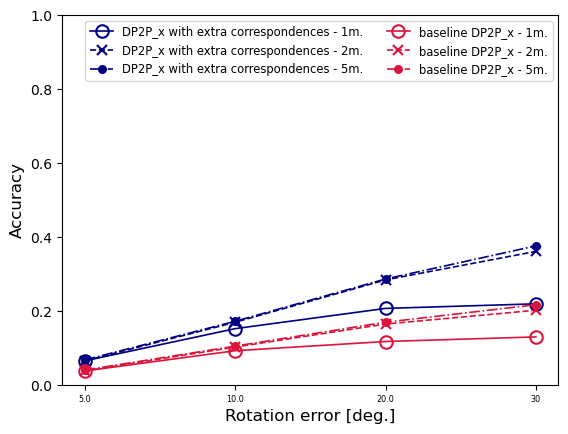 DP2P_x with extra correspondences - 1m.
DP2P_x with extra correspondences - 2m.
DP2P_x with extra correspondences - 5m.
baseline DP2P_x - 1m.
baseline DP2P_x - 2m.
baseline DP2P_x - 5m.
1.0
0.8
0.6
0.4
0.2
0.0
Accuracy
5.0 10.0 20.0 30
Rotation error [deg.]